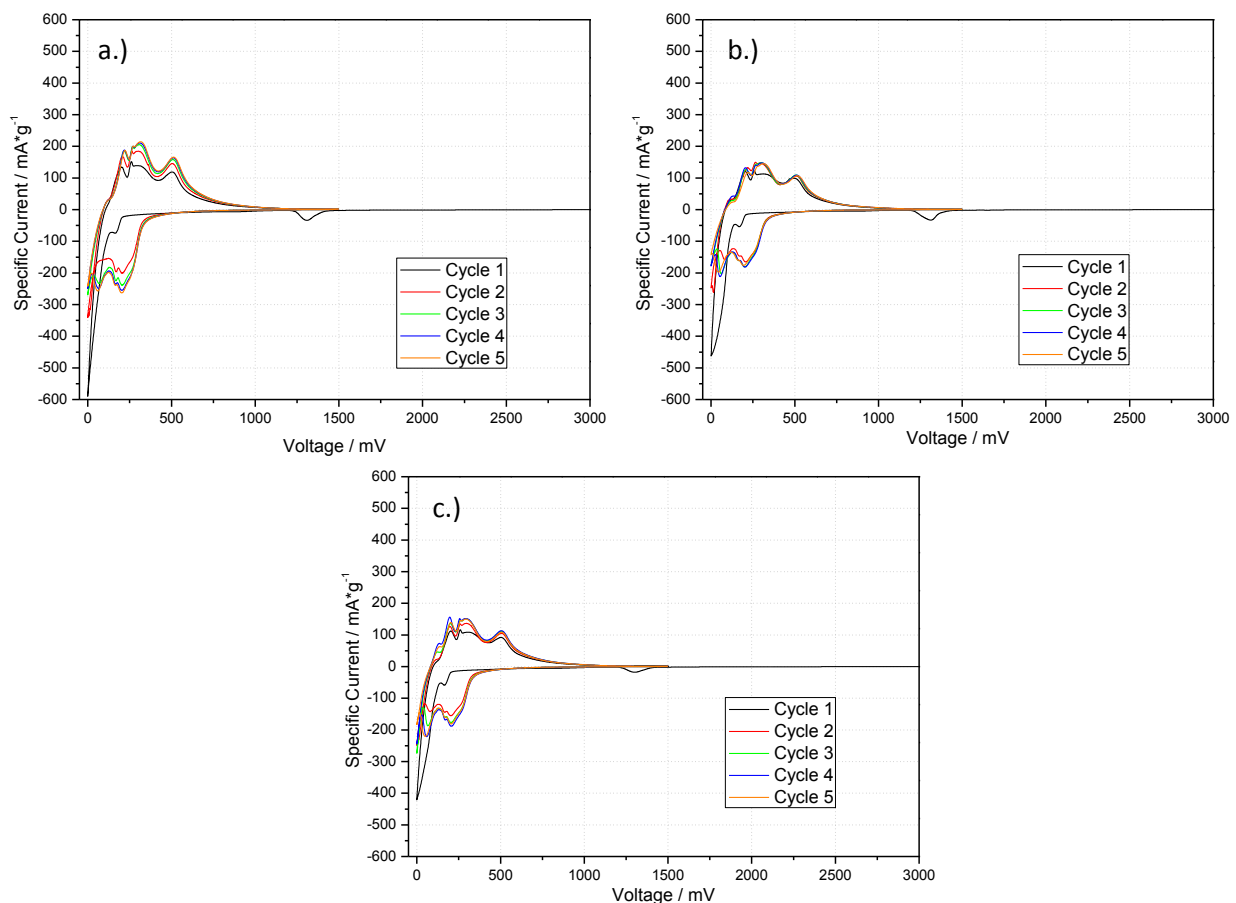 a.)
600
500
400
300
200
100
0
-100
-200
-300
-400
-500
-600
Specific Current / mA*g⁻¹
Cycle 1
Cycle 2
Cycle 3
Cycle 4
Cycle 5
0 500 1000 1500 2000 2500 3000
Voltage / mV
b.)
600
500
400
300
200
100
0
-100
-200
-300
-400
-500
-600
Specific Current / mA*g⁻¹
Cycle 1
Cycle 2
Cycle 3
Cycle 4
Cycle 5
0 500 1000 1500 2000 2500 3000
Voltage / mV
c.)
600
500
400
300
200
100
0
-100
-200
-300
-400
-500
-600
Specific Current / mA*g⁻¹
Cycle 1
Cycle 2
Cycle 3
Cycle 4
Cycle 5
0 500 1000 1500 2000 2500 3000
Voltage / mV